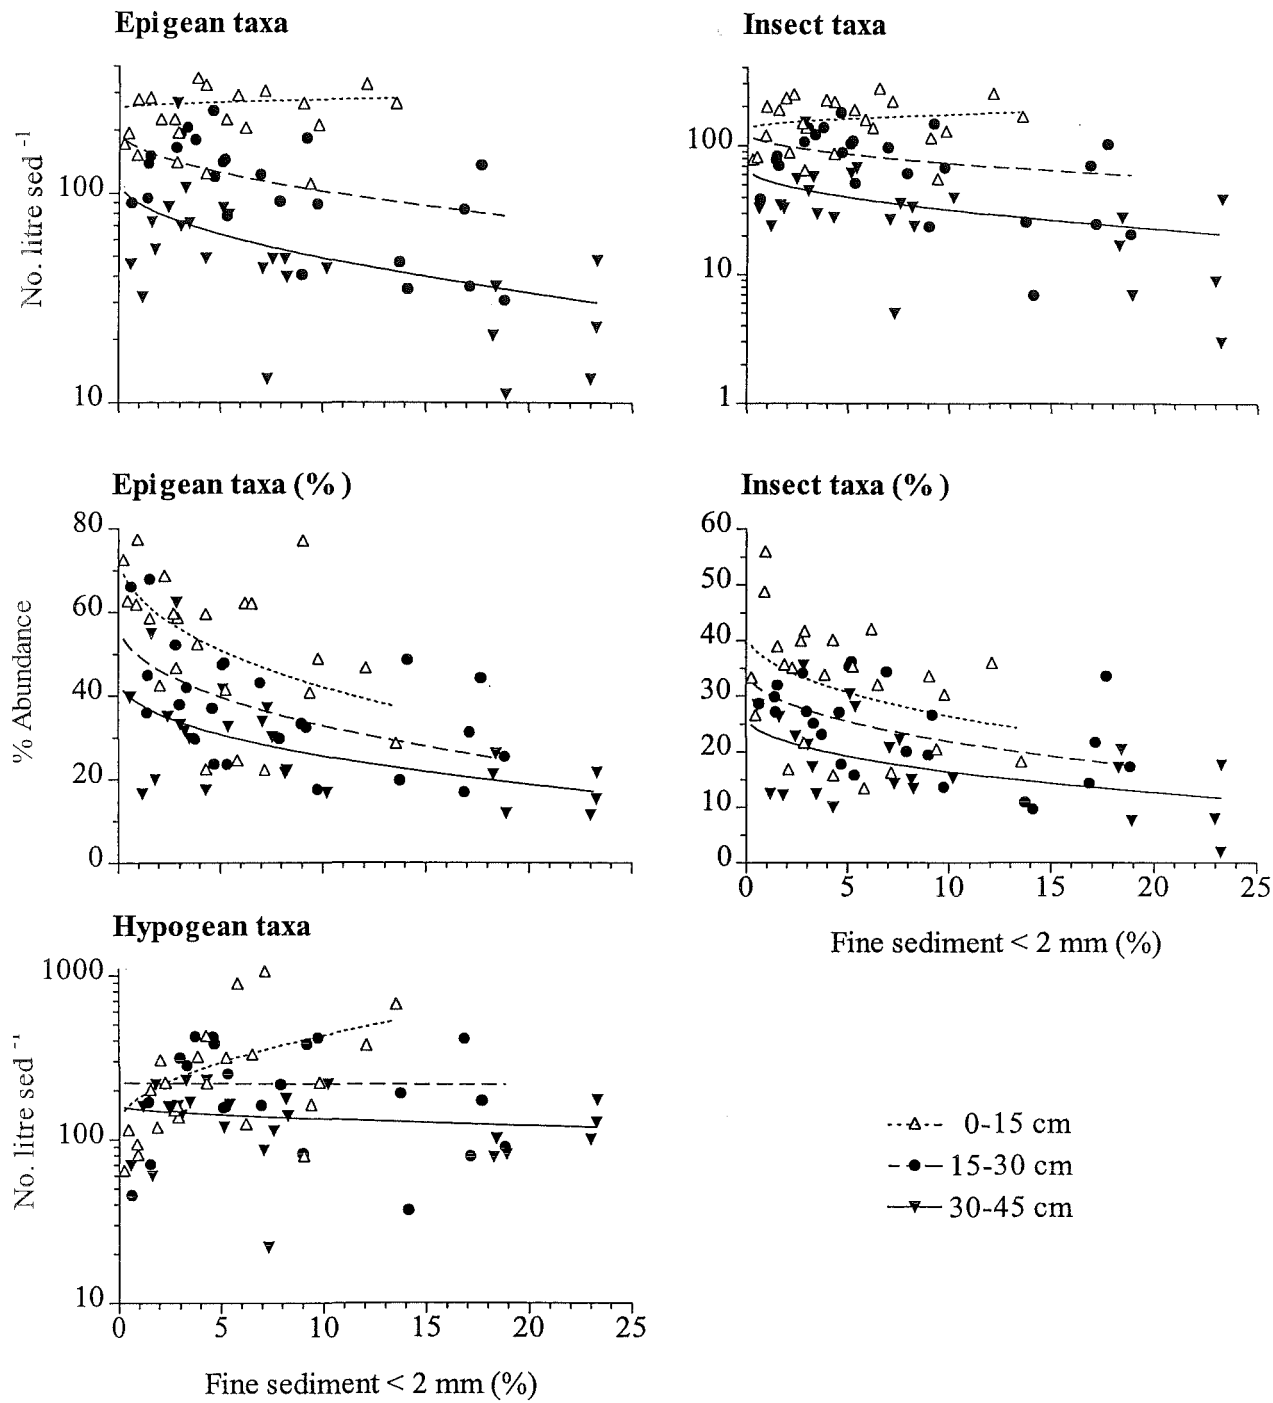 Epigean taxa
Insect taxa
No. litre sed -1
100
10
100
10
1
Epigean taxa (%)
Insect taxa (%)
% Abundance
80
60
40
20
0
60
50
40
30
20
10
0
0 5 10 15 20 25
Fine sediment < 2 mm (%)
Hypogean taxa
No. litre sed -1
1000
100
10
0 5 10 15 20 25
Fine sediment < 2 mm (%)
0-15 cm
15-30 cm
30-45 cm